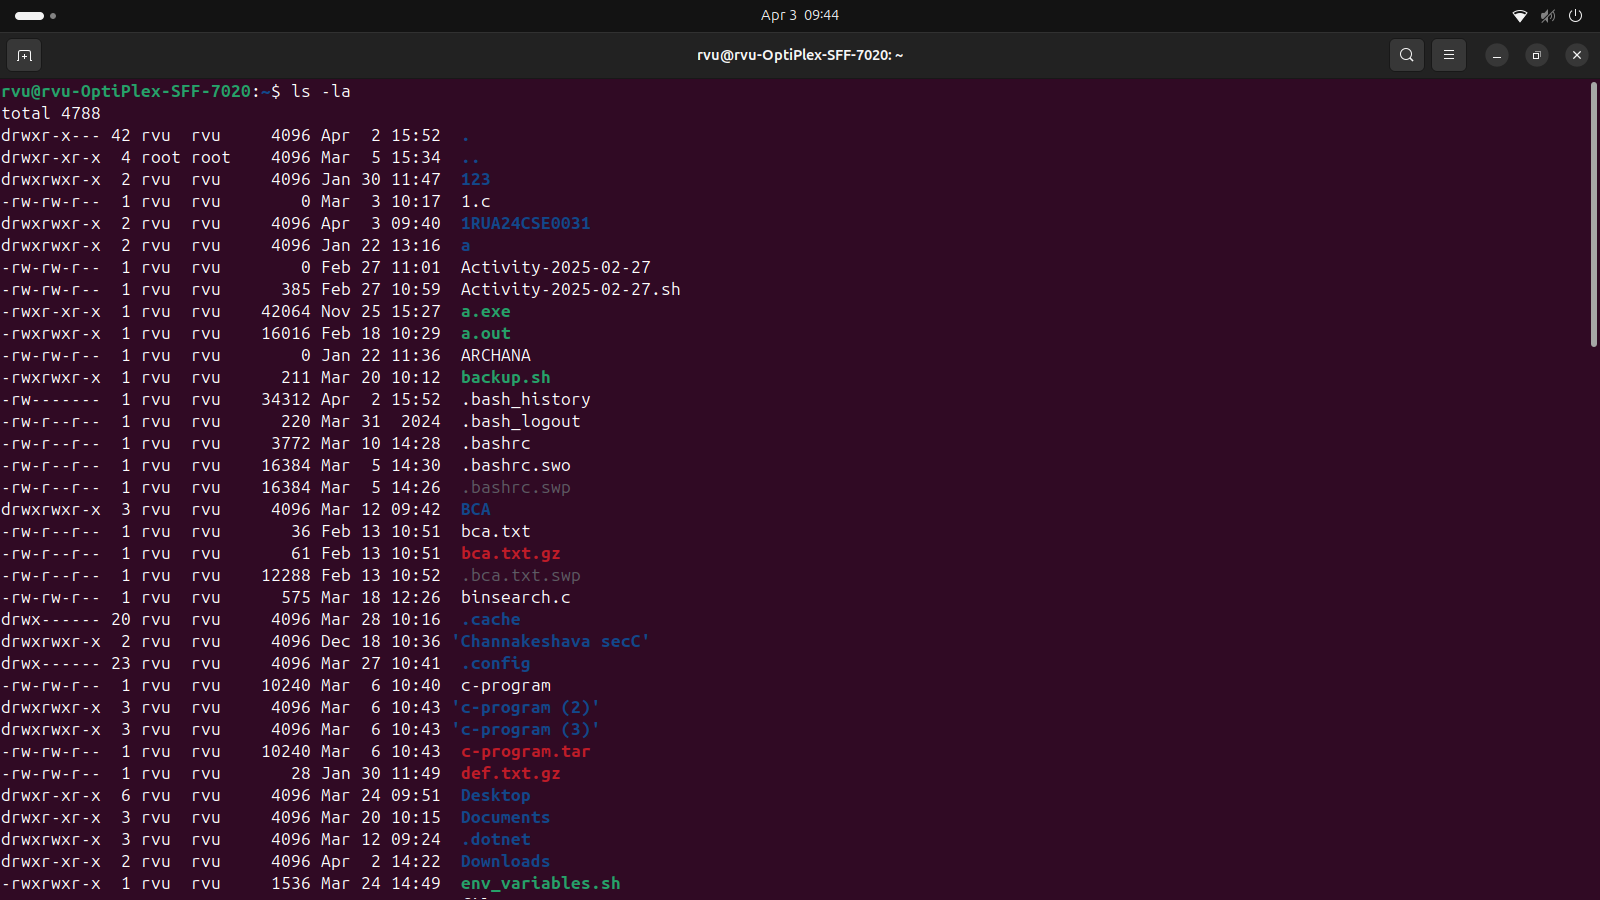 Apr 3 09:44
rvu@rvu-OptiPlex-SFF-7020: ~
rvu@rvu-OptiPlex-SFF-7020:~$ ls -la
total 4788
drwxr-x--- 42 rvu  rvu     4096 Apr  2 15:52  .
drwxr-xr-x  4 root root    4096 Mar  5 15:34  ..
drwxrwxr-x  2 rvu  rvu     4096 Jan 30 11:47  123
-rw-rw-r--  1 rvu  rvu        0 Mar  3 10:17  1.c
drwxrwxr-x  2 rvu  rvu     4096 Apr  3 09:40  1RUA24CSE0031
drwxrwxr-x  2 rvu  rvu     4096 Jan 22 13:16  a
-rw-rw-r--  1 rvu  rvu        0 Feb 27 11:01  Activity-2025-02-27
-rw-rw-r--  1 rvu  rvu      385 Feb 27 10:59  Activity-2025-02-27.sh
-rwxr-xr-x  1 rvu  rvu    42064 Nov 25 15:27  a.exe
-rwxrwxr-x  1 rvu  rvu    16016 Feb 18 10:29  a.out
-rw-rw-r--  1 rvu  rvu        0 Jan 22 11:36  ARCHANA
-rwxrwxr-x  1 rvu  rvu      211 Mar 20 10:12  backup.sh
-rw-------  1 rvu  rvu    34312 Apr  2 15:52  .bash_history
-rw-r--r--  1 rvu  rvu      220 Mar 31  2024  .bash_logout
-rw-r--r--  1 rvu  rvu     3772 Mar 10 14:28  .bashrc
-rw-r--r--  1 rvu  rvu    16384 Mar  5 14:30  .bashrc.swo
-rw-r--r--  1 rvu  rvu    16384 Mar  5 14:26  .bashrc.swp
drwxrwxr-x  3 rvu  rvu     4096 Mar 12 09:42  BCA
-rw-r--r--  1 rvu  rvu       36 Feb 13 10:51  bca.txt
-rw-r--r--  1 rvu  rvu       61 Feb 13 10:51  bca.txt.gz
-rw-r--r--  1 rvu  rvu    12288 Feb 13 10:52  .bca.txt.swp
-rw-rw-r--  1 rvu  rvu      575 Mar 18 12:26  binsearch.c
drwx------ 20 rvu  rvu     4096 Mar 28 10:16  .cache
drwxrwxr-x  2 rvu  rvu     4096 Dec 18 10:36 'Channakeshava secC'
drwx------ 23 rvu  rvu     4096 Mar 27 10:41  .config
-rw-rw-r--  1 rvu  rvu    10240 Mar  6 10:40  c-program
drwxrwxr-x  3 rvu  rvu     4096 Mar  6 10:43 'c-program (2)'
drwxrwxr-x  3 rvu  rvu     4096 Mar  6 10:43 'c-program (3)'
-rw-rw-r--  1 rvu  rvu    10240 Mar  6 10:43  c-program.tar
-rw-rw-r--  1 rvu  rvu       28 Jan 30 11:49  def.txt.gz
drwxr-xr-x  6 rvu  rvu     4096 Mar 24 09:51  Desktop
drwxr-xr-x  3 rvu  rvu     4096 Mar 20 10:15  Documents
drwxrwxr-x  3 rvu  rvu     4096 Mar 12 09:24  .dotnet
drwxr-xr-x  2 rvu  rvu     4096 Apr  2 14:22  Downloads
-rwxrwxr-x  1 rvu  rvu     1536 Mar 24 14:49  env_variables.sh